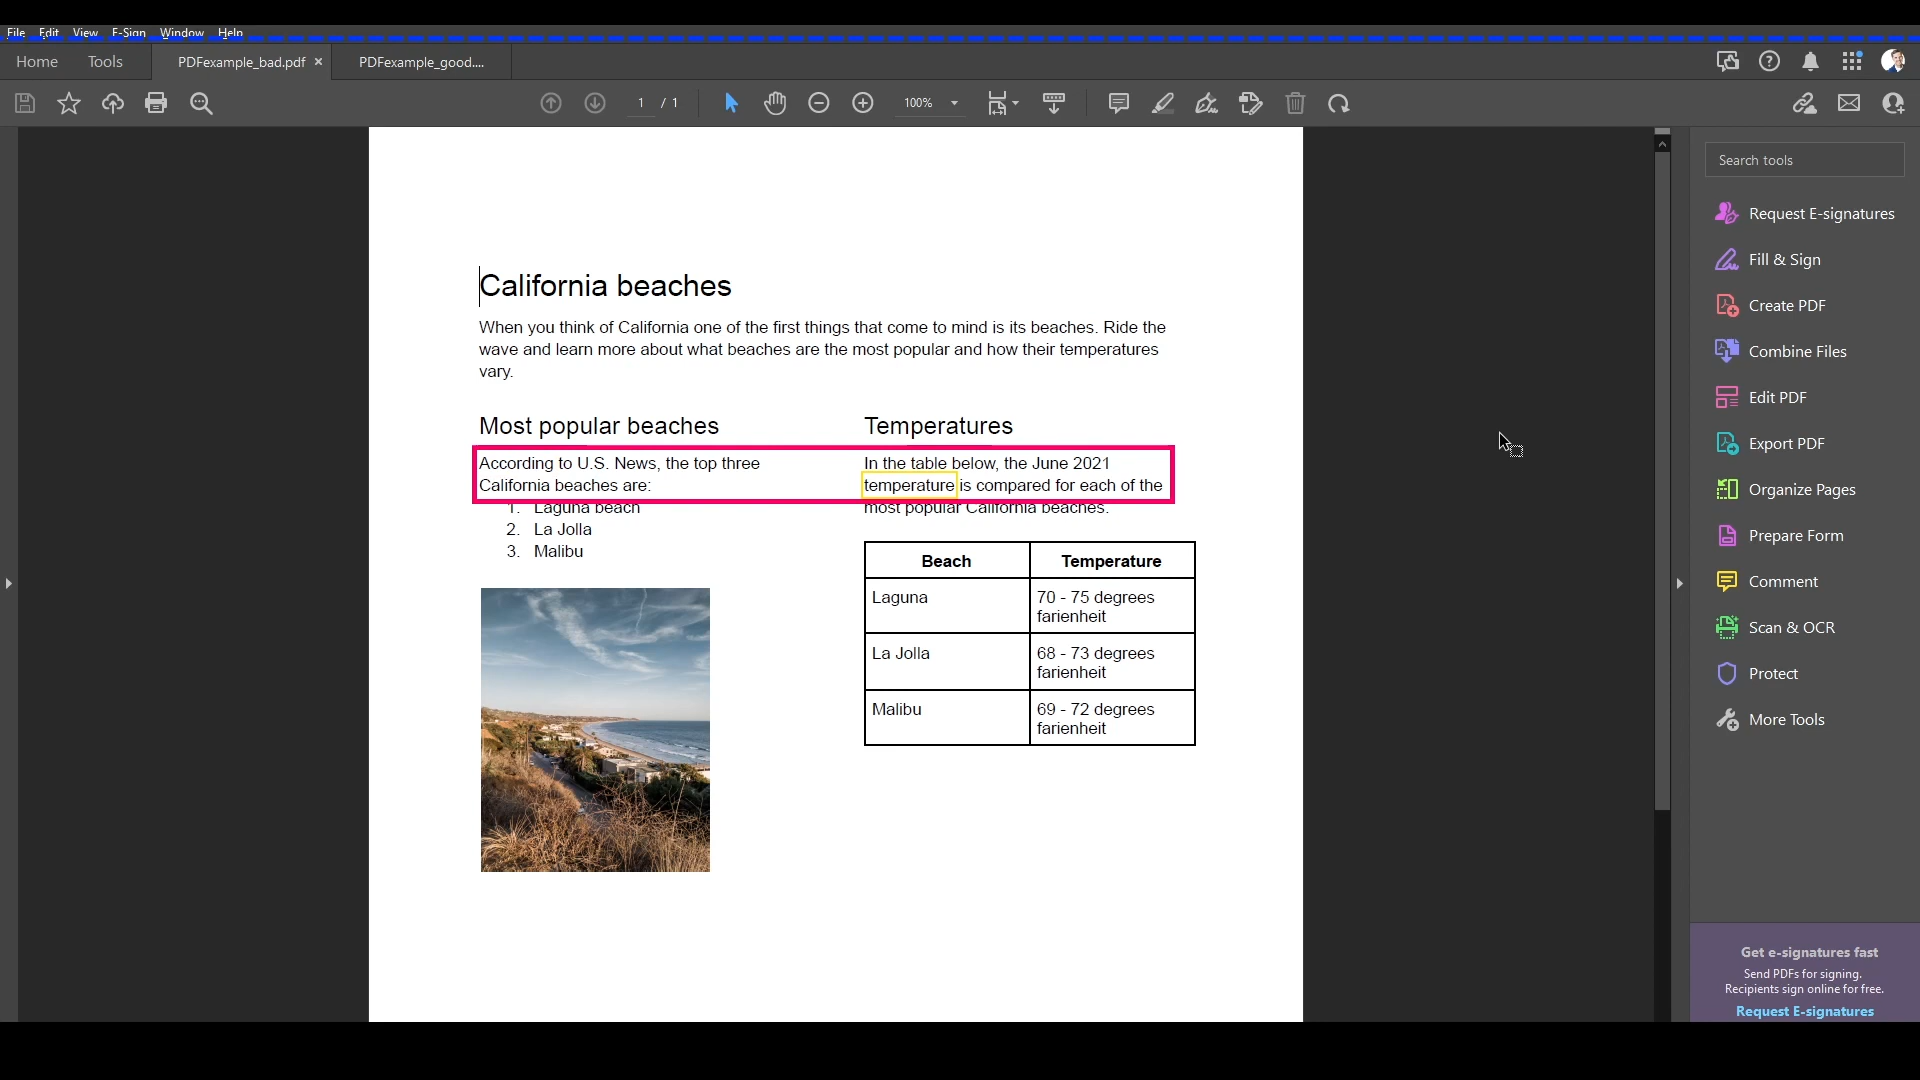 File Edit View E-Sign Window Help
Home Tools PDFexample_bad.pdf × PDFexample_good....
1 / 1 100%
California beaches
When you think of California one of the first things that come to mind is its beaches. Ride the
wave and learn more about what beaches are the most popular and how their temperatures
vary.
Most popular beaches
According to U.S. News, the top three
California beaches are:
1. Laguna beach
2. La Jolla
3. Malibu
Temperatures
In the table below, the June 2021
temperature is compared for each of the
most popular California beaches.
Beach Temperature
Laguna 70 - 75 degrees
farienheit
La Jolla 68 - 73 degrees
farienheit
Malibu 69 - 72 degrees
farienheit
Search tools
Request E-signatures
Fill & Sign
Create PDF
Combine Files
Edit PDF
Export PDF
Organize Pages
Prepare Form
Comment
Scan & OCR
Protect
More Tools
Get e-signatures fast
Send PDFs for signing.
Recipients sign online for free.
Request E-signatures